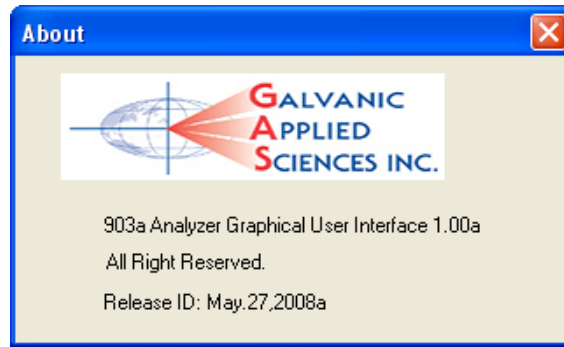 About
GALVANIC
APPLIED
SCIENCES INC.
903a Analyzer Graphical User Interface 1.00a
All Right Reserved.
Release ID: May.27,2008a